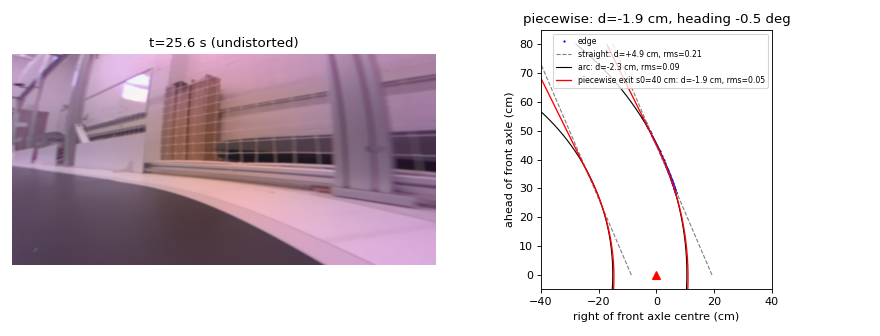 t=25.6 s (undistorted)
piecewise: d=-1.9 cm, heading -0.5 deg
edge
straight: d=+4.9 cm, rms=0.21
arc: d=-2.3 cm, rms=0.09
piecewise exit s0=40 cm: d=-1.9 cm, rms=0.05
ahead of front axle (cm)
80
70
60
50
40
30
20
10
0
−40
−20
0
20
40
right of front axle centre (cm)